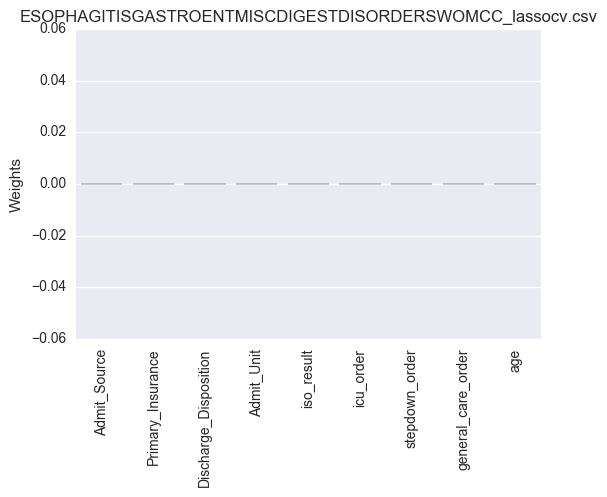 ESOPHAGITISGASTROENTMISCDIGESTDISORDERSWOMCC_lassocv.csv
0.06
0.04
0.02
0.00
−0.02
−0.04
−0.06
Weights
Admit_Source
Primary_Insurance
Discharge_Disposition
Admit_Unit
iso_result
icu_order
stepdown_order
general_care_order
age